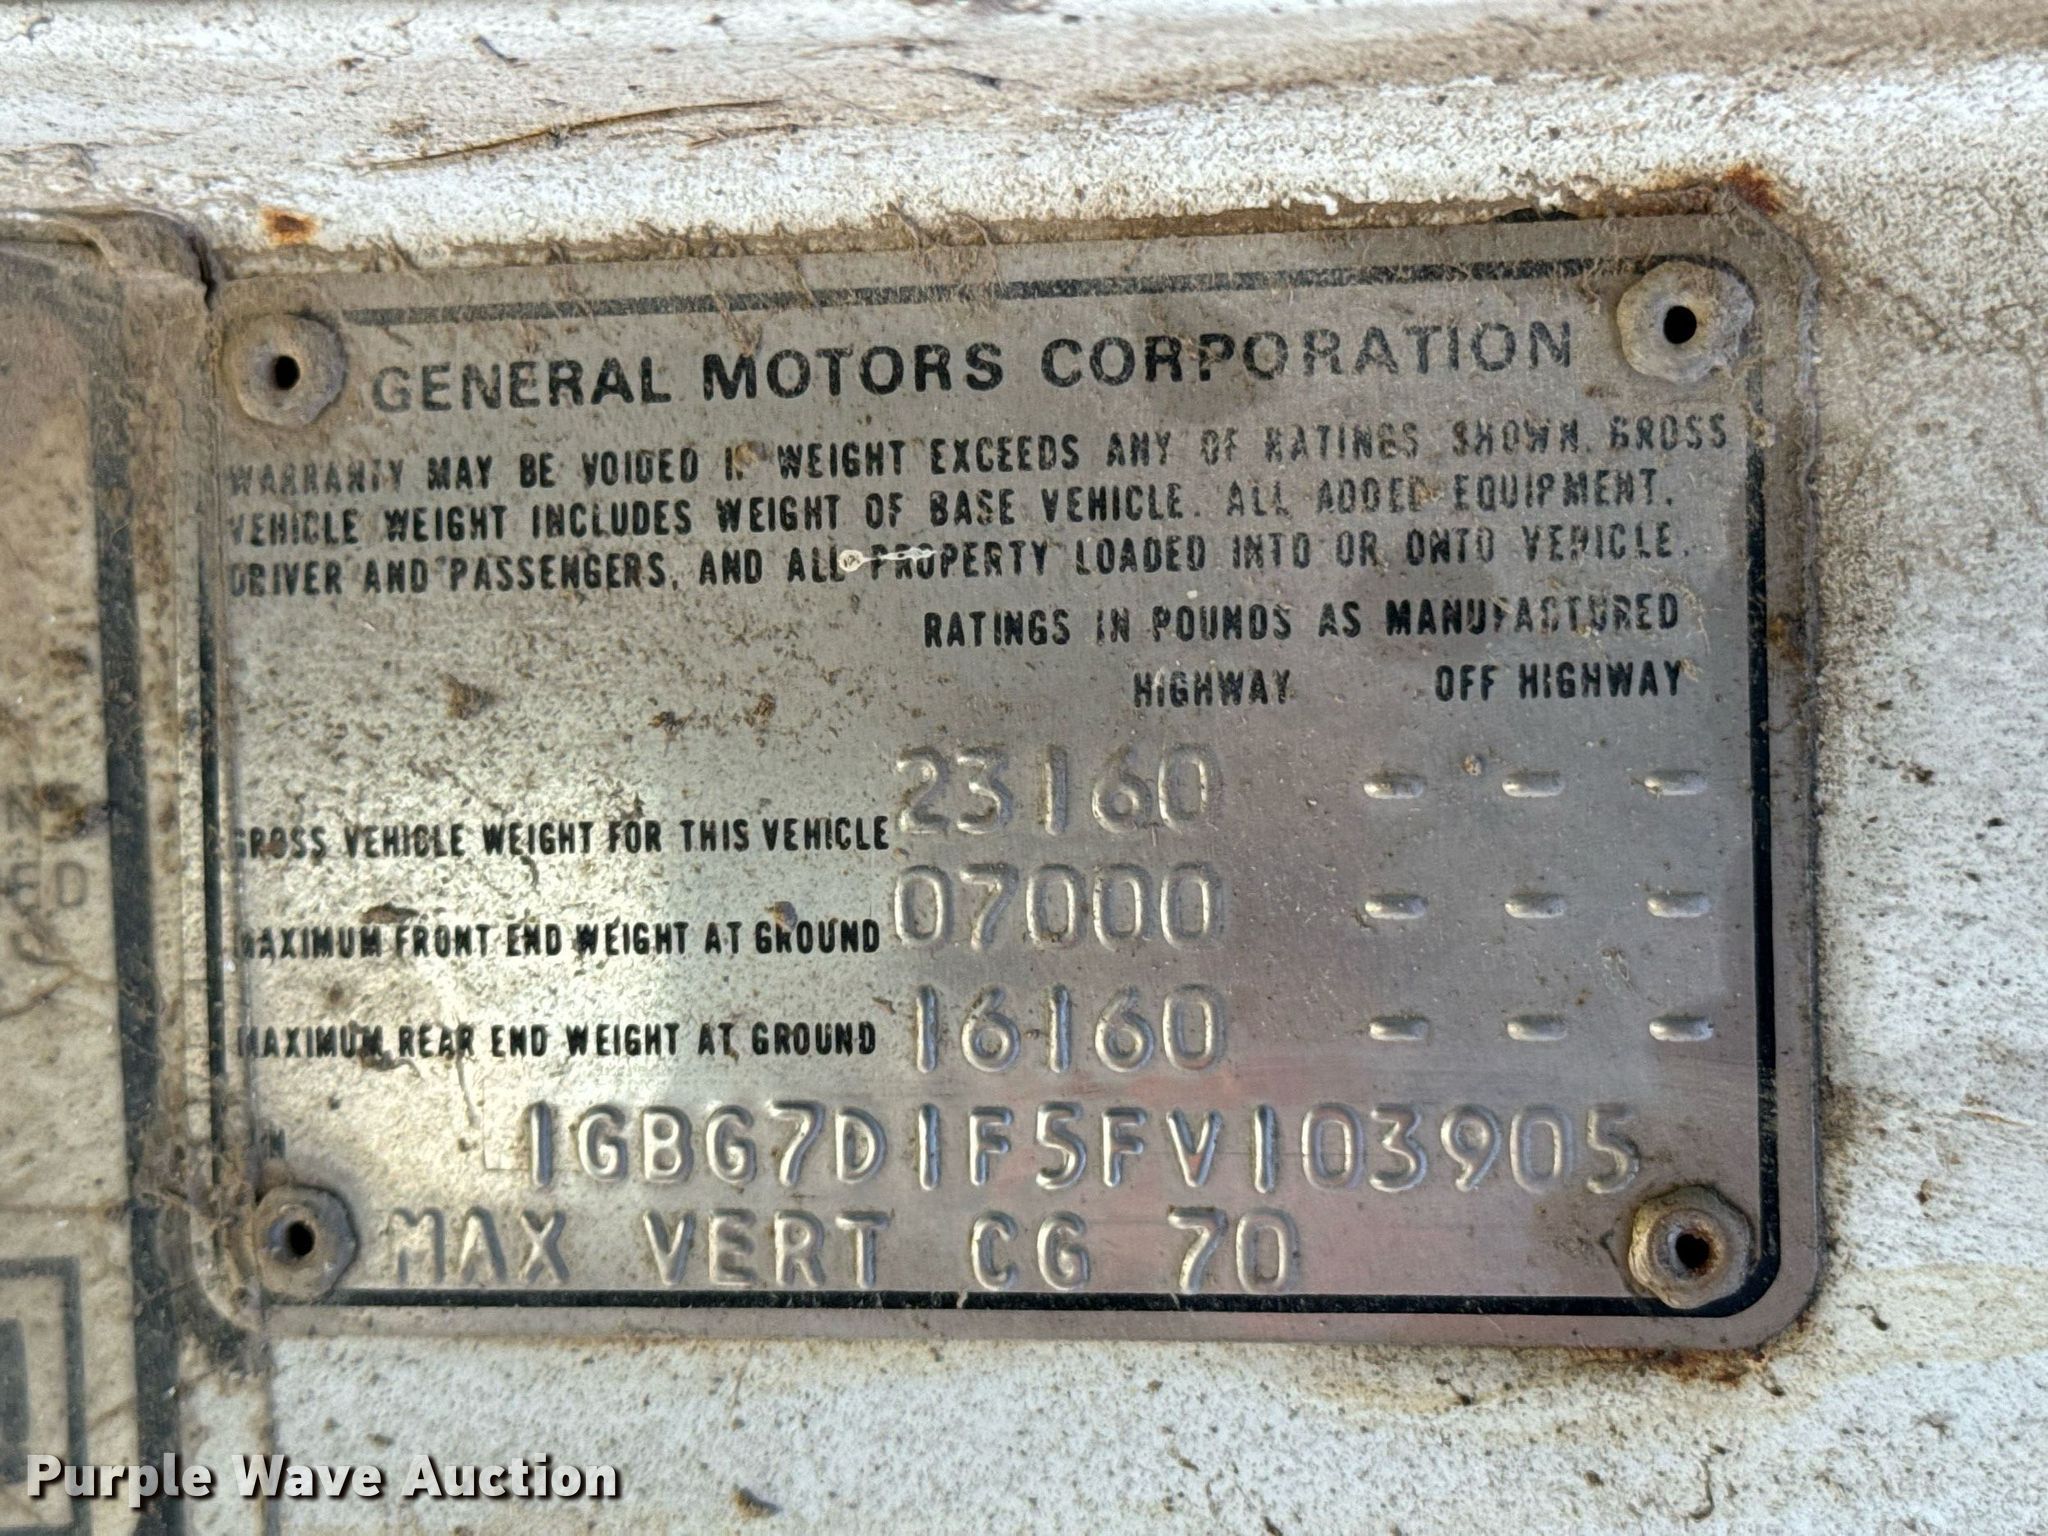 GENERAL MOTORS CORPORATION
WARRANTY MAY BE VOIDED IF WEIGHT EXCEEDS ANY OF RATINGS SHOWN. GROSS
VEHICLE WEIGHT INCLUDES WEIGHT OF BASE VEHICLE. ALL ADDED EQUIPMENT,
DRIVER AND PASSENGERS, AND ALL PROPERTY LOADED INTO OR ONTO VEHICLE.
RATINGS IN POUNDS AS MANUFACTURED
HIGHWAY OFF HIGHWAY
GROSS VEHICLE WEIGHT FOR THIS VEHICLE 23160 - - -
MAXIMUM FRONT END WEIGHT AT GROUND 07000 - - -
MAXIMUM REAR END WEIGHT AT GROUND 16160 - - -
1GBG7D1F5FV103905
MAX VERT CG 70
Purple Wave Auction